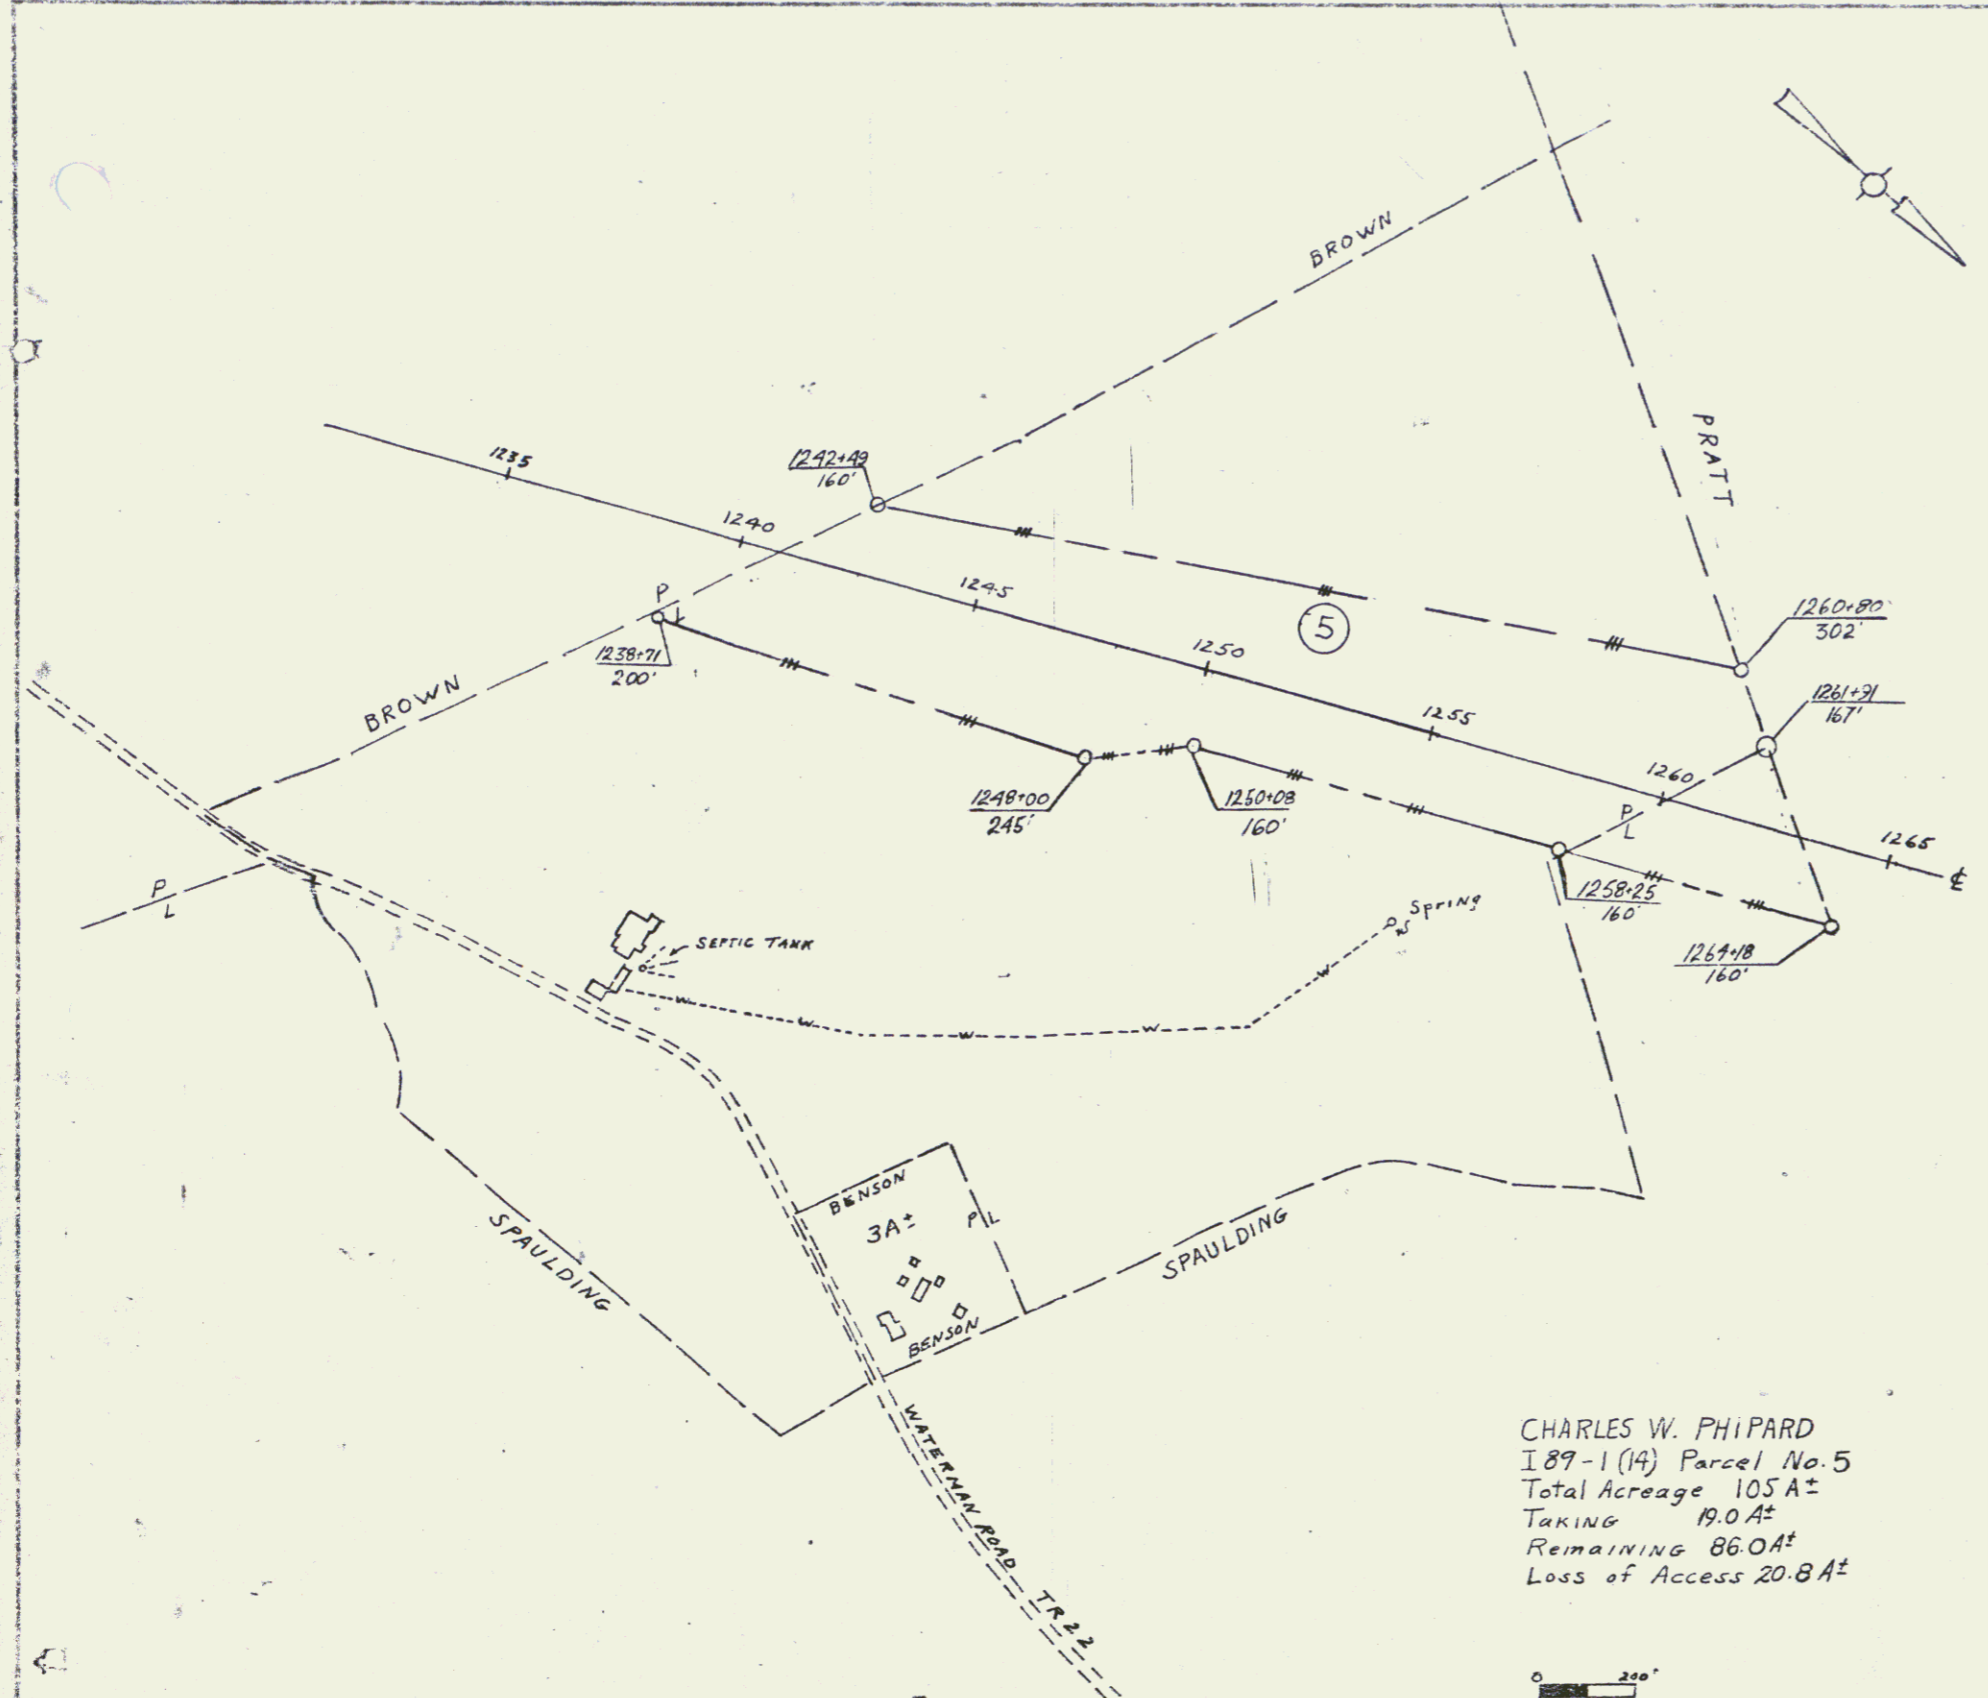 BROWN
PRATT
1235
1242+49
160'
1240
1245
P
L
1238+71
200'
5
1260+80
302'
1250
BROWN
1261+91
167'
1255
1260
1248+00
245'
1250+08
160'
P
L
1265
℄
P
L
1258+25
160'
Spring
S
SEPTIC TANK
1264+18
160'
W
W
W
W
W
BENSON
3A±
P L
SPAULDING
SPAULDING
BENSON
WATERMAN ROAD TR 22
CHARLES W. PHIPARD
I 89-1 (14) Parcel No. 5
Total Acreage 105 A±
Taking 19.0 A±
Remaining 86.0 A±
Loss of Access 20.8 A±
0 200'